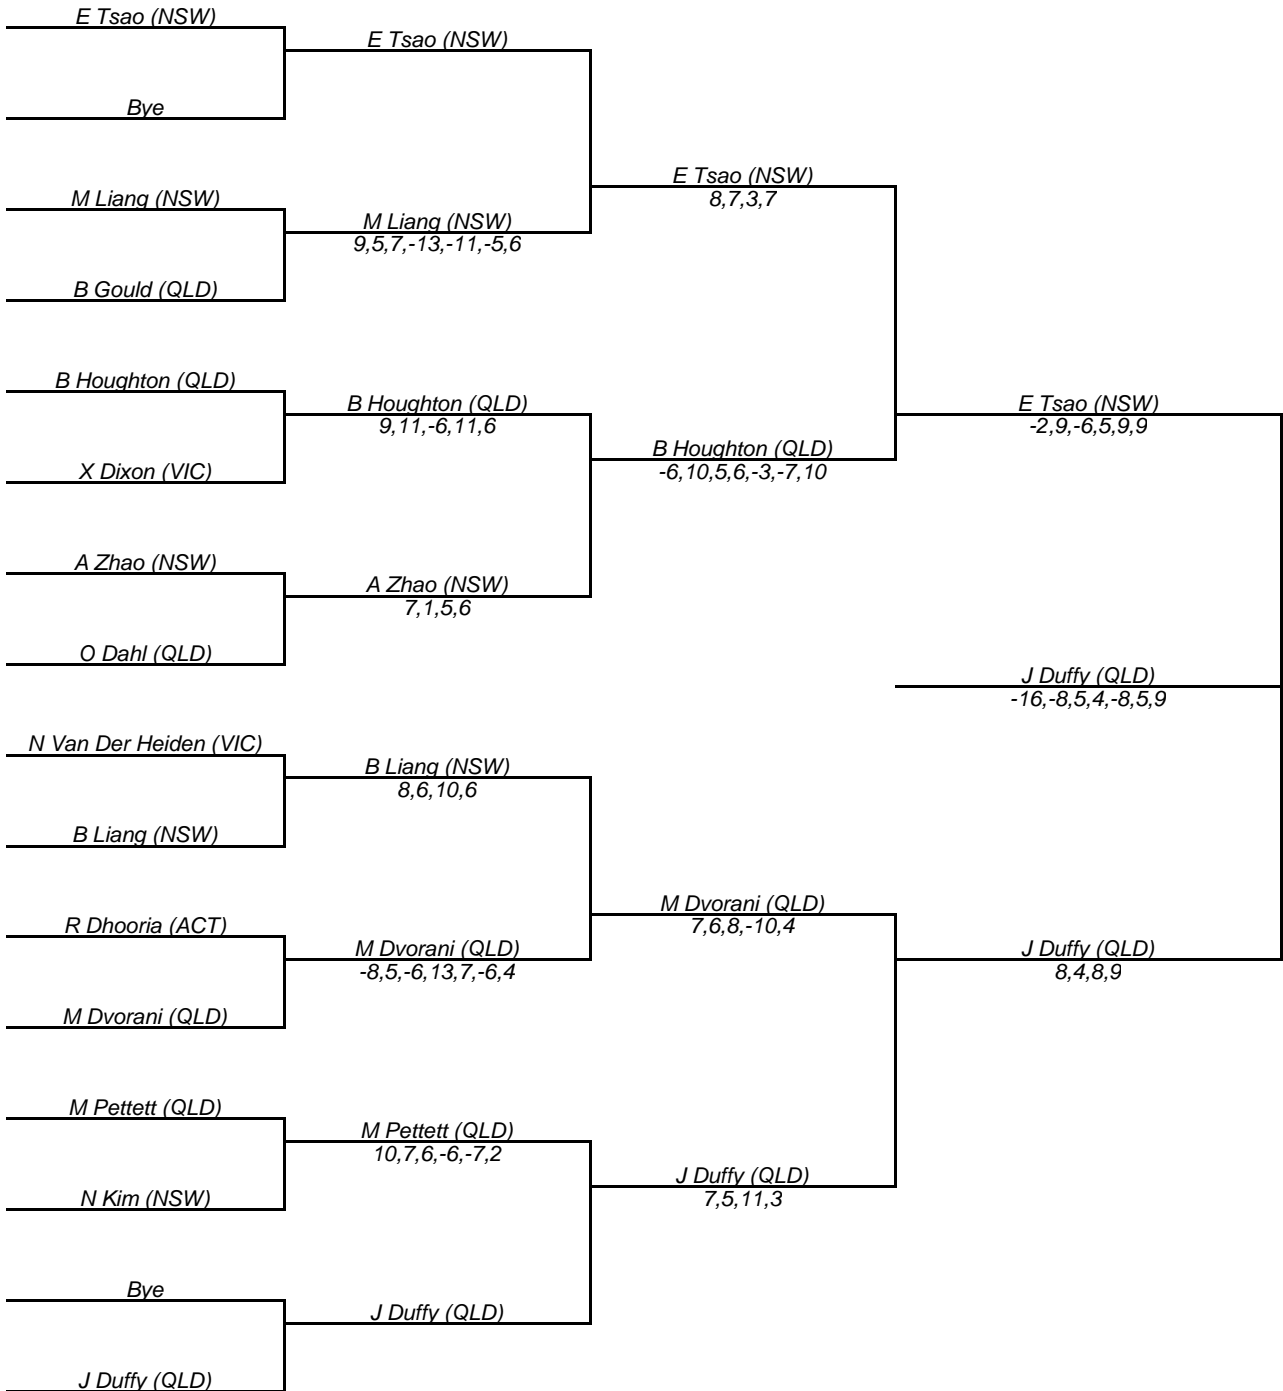 E Tsao (NSW)
E Tsao (NSW)
Bye
E Tsao (NSW)
8,7,3,7
M Liang (NSW)
M Liang (NSW)
9,5,7,-13,-11,-5,6
B Gould (QLD)
B Houghton (QLD)
B Houghton (QLD)
9,11,-6,11,6
E Tsao (NSW)
-2,9,-6,5,9,9
B Houghton (QLD)
-6,10,5,6,-3,-7,10
X Dixon (VIC)
A Zhao (NSW)
A Zhao (NSW)
7,1,5,6
O Dahl (QLD)
J Duffy (QLD)
-16,-8,5,4,-8,5,9
N Van Der Heiden (VIC)
B Liang (NSW)
8,6,10,6
B Liang (NSW)
M Dvorani (QLD)
7,6,8,-10,4
R Dhooria (ACT)
M Dvorani (QLD)
-8,5,-6,13,7,-6,4
J Duffy (QLD)
8,4,8,9
M Dvorani (QLD)
M Pettett (QLD)
M Pettett (QLD)
10,7,6,-6,-7,2
J Duffy (QLD)
7,5,11,3
N Kim (NSW)
Bye
J Duffy (QLD)
J Duffy (QLD)